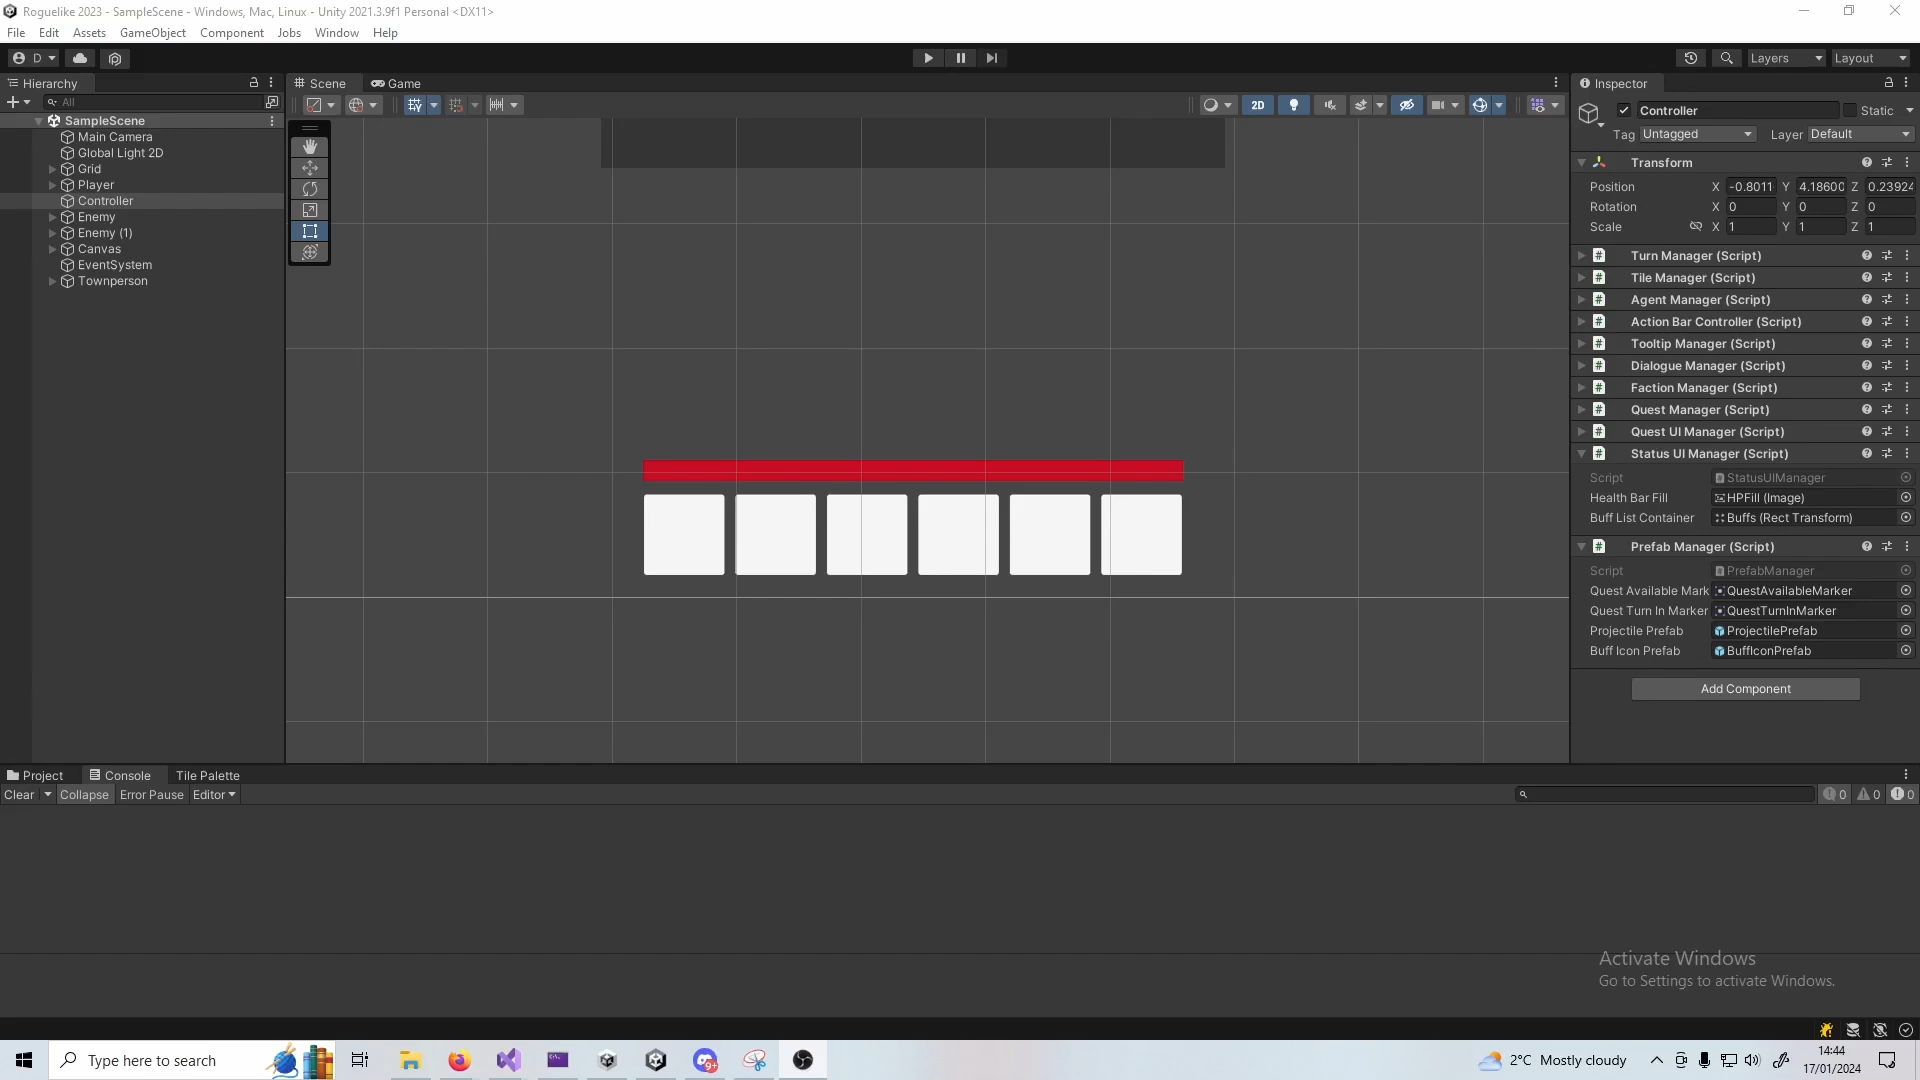 Roguelike 2023 - SampleScene - Windows, Mac, Linux - Unity 2021.3.9f1 Personal <DX11>
File Edit Assets GameObject Component Jobs Window Help
D Layers Layout
Hierarchy
All
SampleScene
Main Camera
Global Light 2D
Grid
Player
Controller
Enemy
Enemy (1)
Canvas
EventSystem
Townperson
Scene Game
2D
Inspector
Controller Static
Tag Untagged Layer Default
Transform
Position X -0.8011 Y 4.18600 Z 0.23924
Rotation X 0 Y 0 Z 0
Scale X 1 Y 1 Z 1
Turn Manager (Script)
Tile Manager (Script)
Agent Manager (Script)
Action Bar Controller (Script)
Tooltip Manager (Script)
Dialogue Manager (Script)
Faction Manager (Script)
Quest Manager (Script)
Quest UI Manager (Script)
Status UI Manager (Script)
Script StatusUIManager
Health Bar Fill HPFill (Image)
Buff List Container Buffs (Rect Transform)
Prefab Manager (Script)
Script PrefabManager
Quest Available Mark QuestAvailableMarker
Quest Turn In Marker QuestTurnInMarker
Projectile Prefab ProjectilePrefab
Buff Icon Prefab BuffIconPrefab
Add Component
Project Console Tile Palette
Clear Collapse Error Pause Editor
0 0 0
Activate Windows
Go to Settings to activate Windows.
Type here to search
9+
2°C Mostly cloudy
14:44
17/01/2024